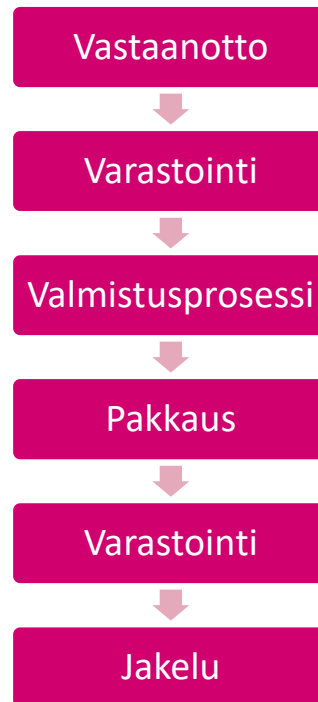 Vastaanotto
Varastointi
Valmistusprosessi
Pakkaus
Varastointi
Jakelu